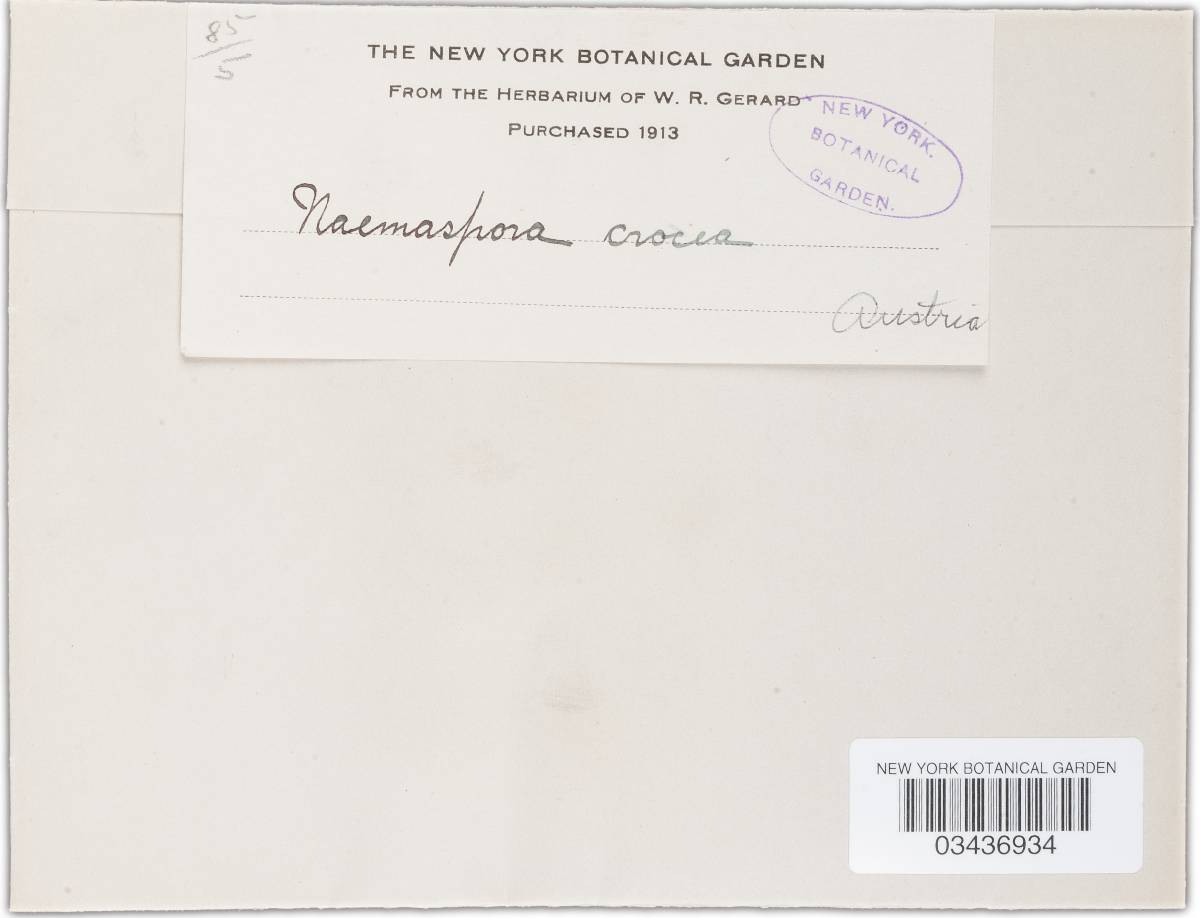 85
5
THE NEW YORK BOTANICAL GARDEN
FROM THE HERBARIUM OF W. R. GERARD
PURCHASED 1913
NEW YORK.
BOTANICAL
GARDEN.
Naemaspora crocea
Austria
NEW YORK BOTANICAL GARDEN
03436934